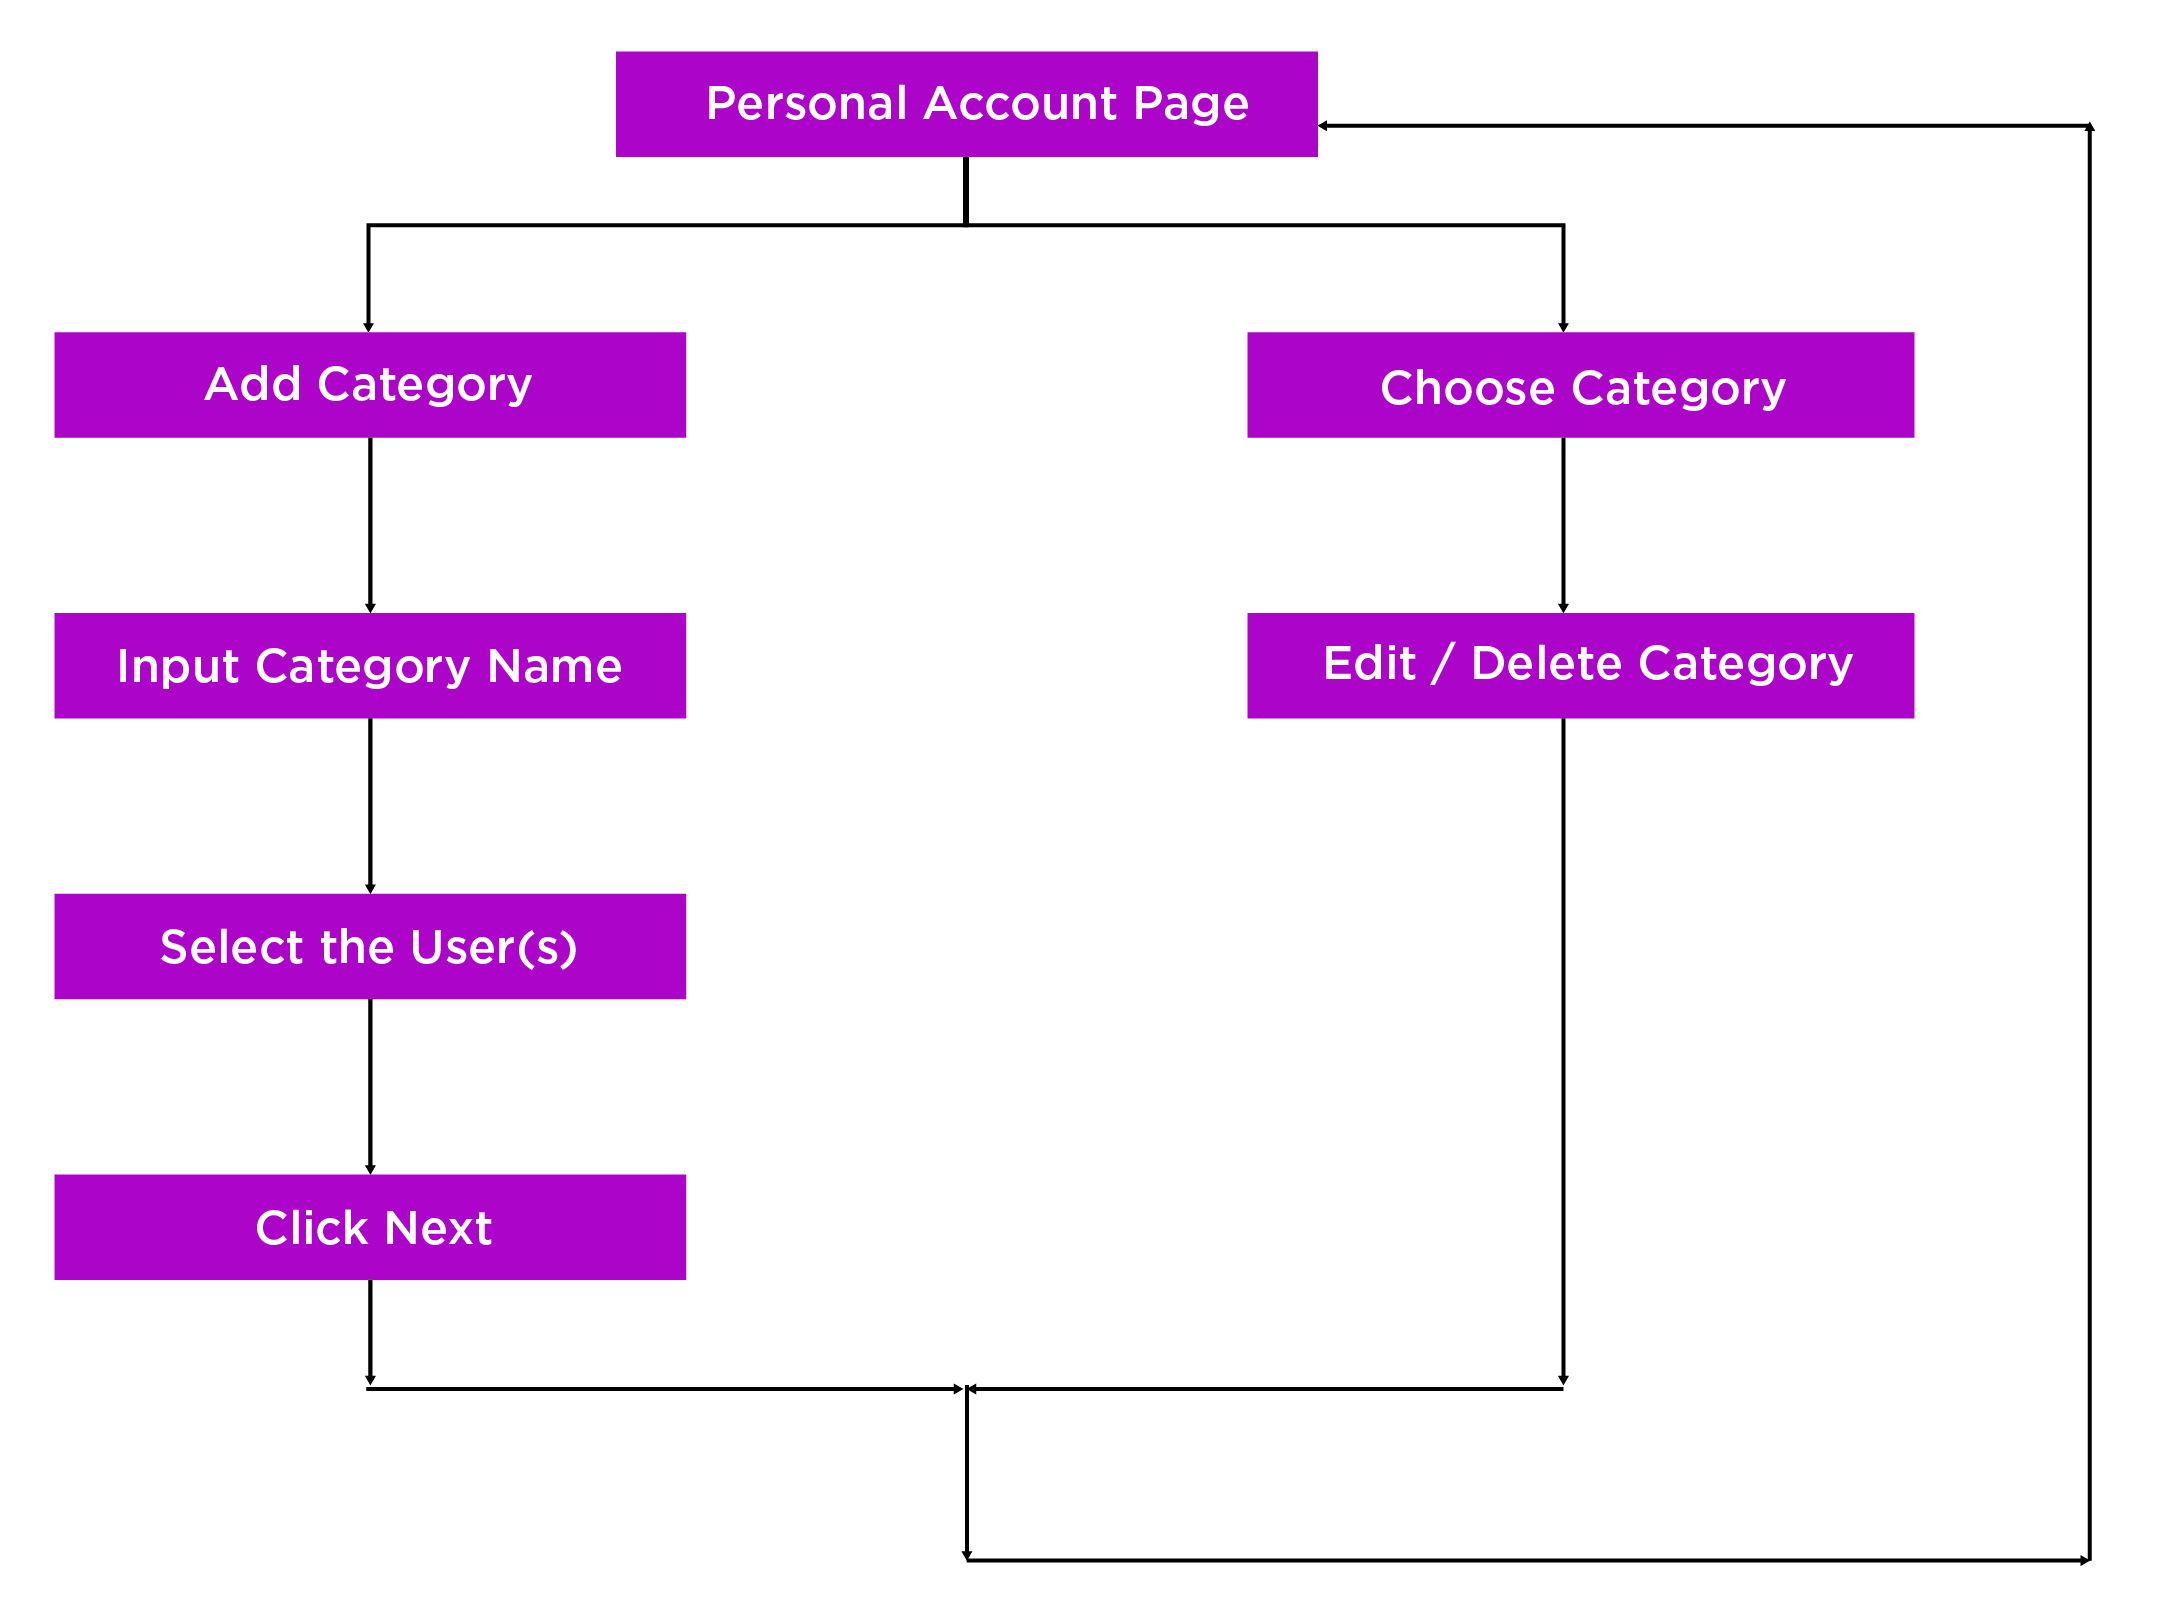 Personal Account Page
Add Category
Choose Category
Input Category Name
Edit / Delete Category
Select the User(s)
Click Next